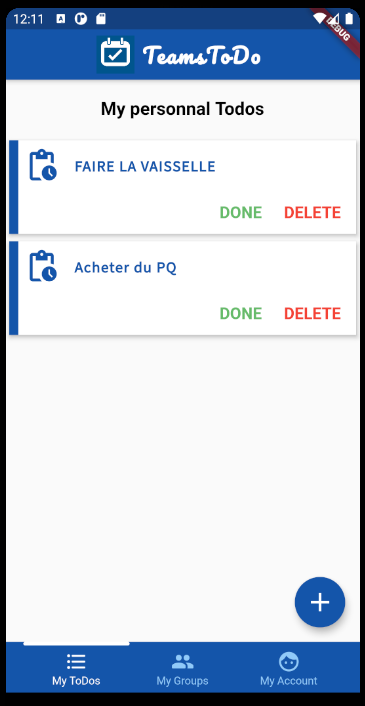 12:11
DEBUG
TeamsToDo
My personnal Todos
FAIRE LA VAISSELLE
DONE DELETE
Acheter du PQ
DONE DELETE
My ToDos My Groups My Account